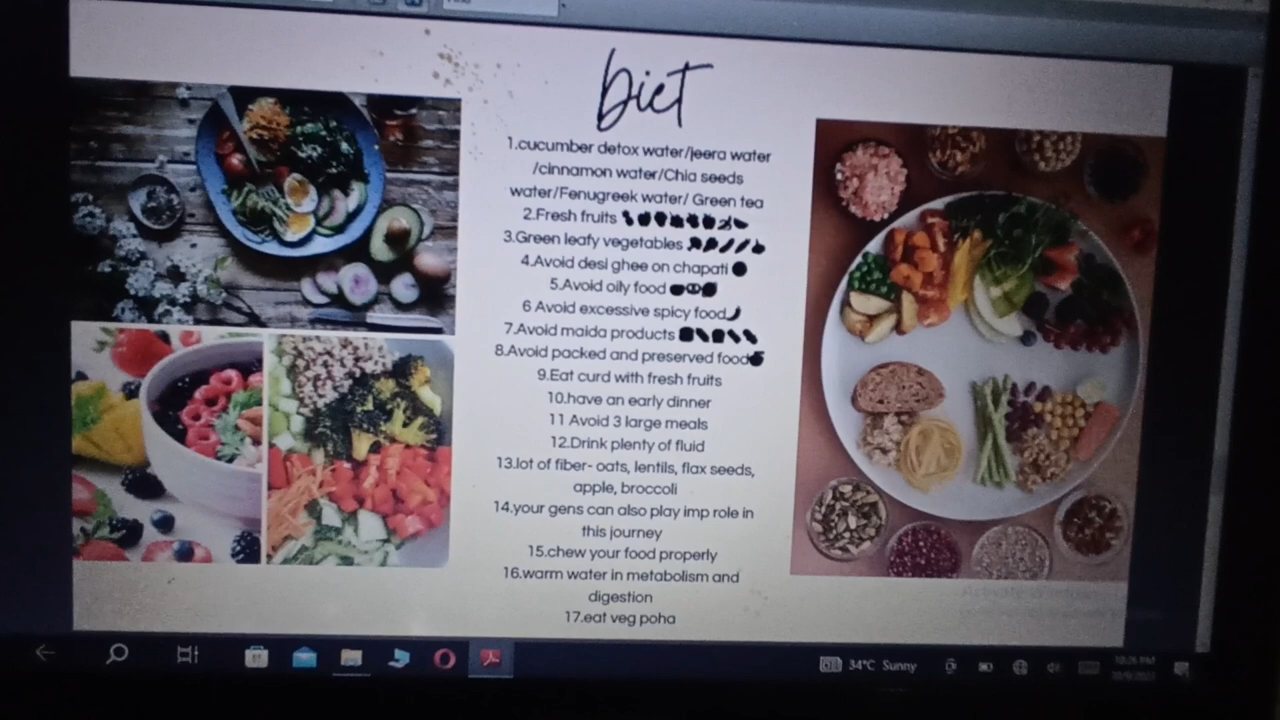 Diet
1.cucumber detox water/jeera water
/cinnamon water/Chia seeds
water/Fenugreek water/ Green tea
2.Fresh fruits
3.Green leafy vegetables
4.Avoid desi ghee on chapati
5.Avoid oily food
6 Avoid excessive spicy food
7.Avoid maida products
8.Avoid packed and preserved food
9.Eat curd with fresh fruits
10.have an early dinner
11 Avoid 3 large meals
12.Drink plenty of fluid
13.lot of fiber- oats, lentils, flax seeds,
apple, broccoli
14.your gens can also play imp role in
this journey
15.chew your food properly
16.warm water in metabolism and
digestion
17.eat veg poha
Activate Windows
34°C Sunny